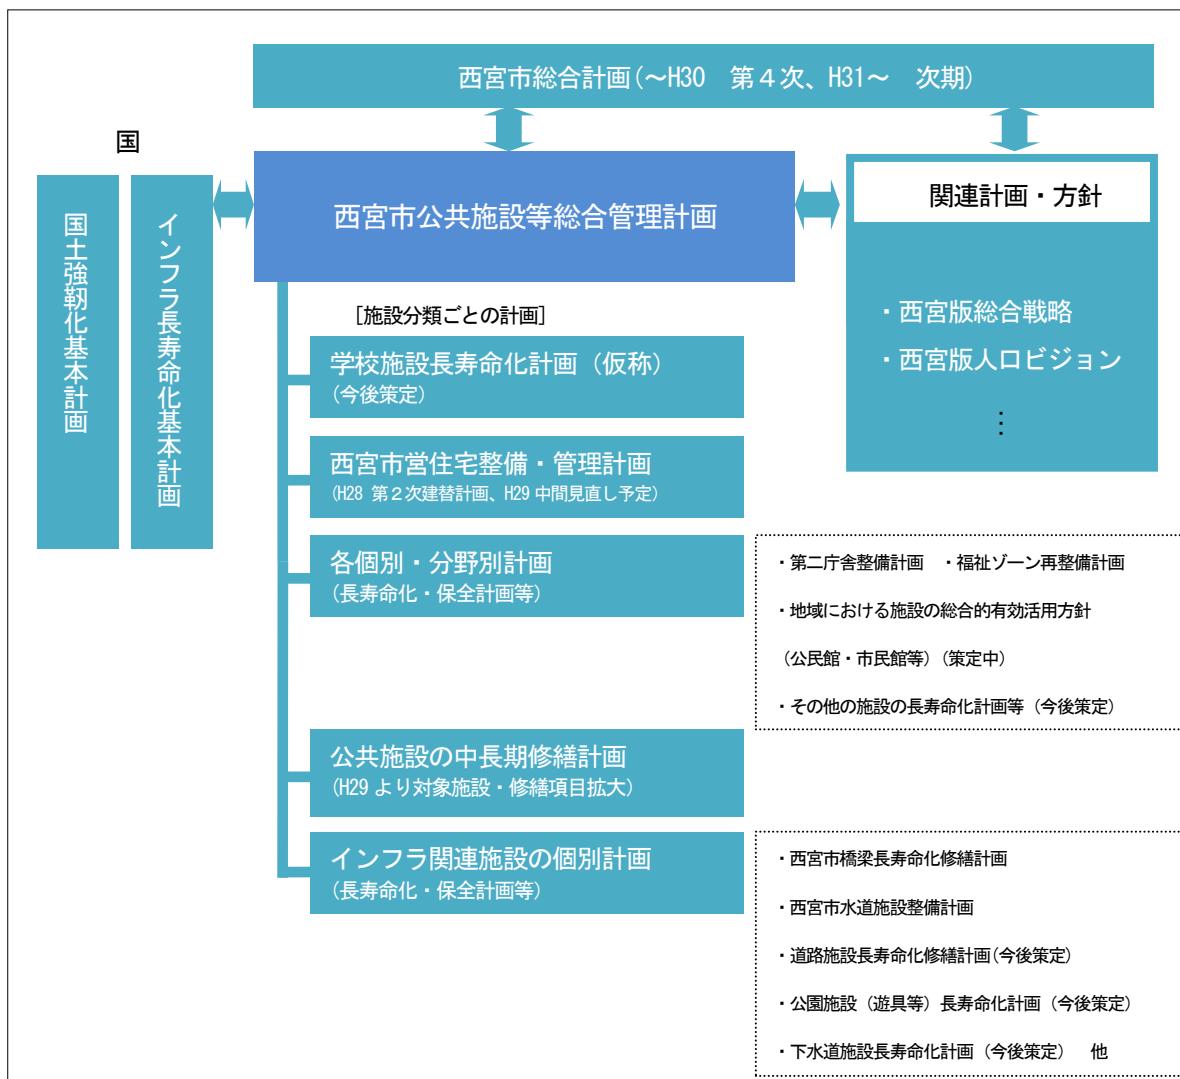 西宮市総合計画(～H30　第４次、H31～　次期)
国
国土強靭化基本計画
インフラ長寿命化基本計画
西宮市公共施設等総合管理計画
関連計画・方針
・西宮版総合戦略
・西宮版人口ビジョン
…
［施設分類ごとの計画］
学校施設長寿命化計画（仮称）
(今後策定)
西宮市営住宅整備・管理計画
(H28 第２次建替計画、H29 中間見直し予定)
各個別・分野別計画
(長寿命化・保全計画等)
・第二庁舎整備計画　・福祉ゾーン再整備計画
・地域における施設の総合的有効活用方針
（公民館・市民館等）(策定中)
・その他の施設の長寿命化計画等（今後策定）
公共施設の中長期修繕計画
(H29 より対象施設・修繕項目拡大)
インフラ関連施設の個別計画
(長寿命化・保全計画等)
・西宮市橋梁長寿命化修繕計画
・西宮市水道施設整備計画
・道路施設長寿命化修繕計画(今後策定)
・公園施設（遊具等）長寿命化計画（今後策定）
・下水道施設長寿命化計画（今後策定）　他